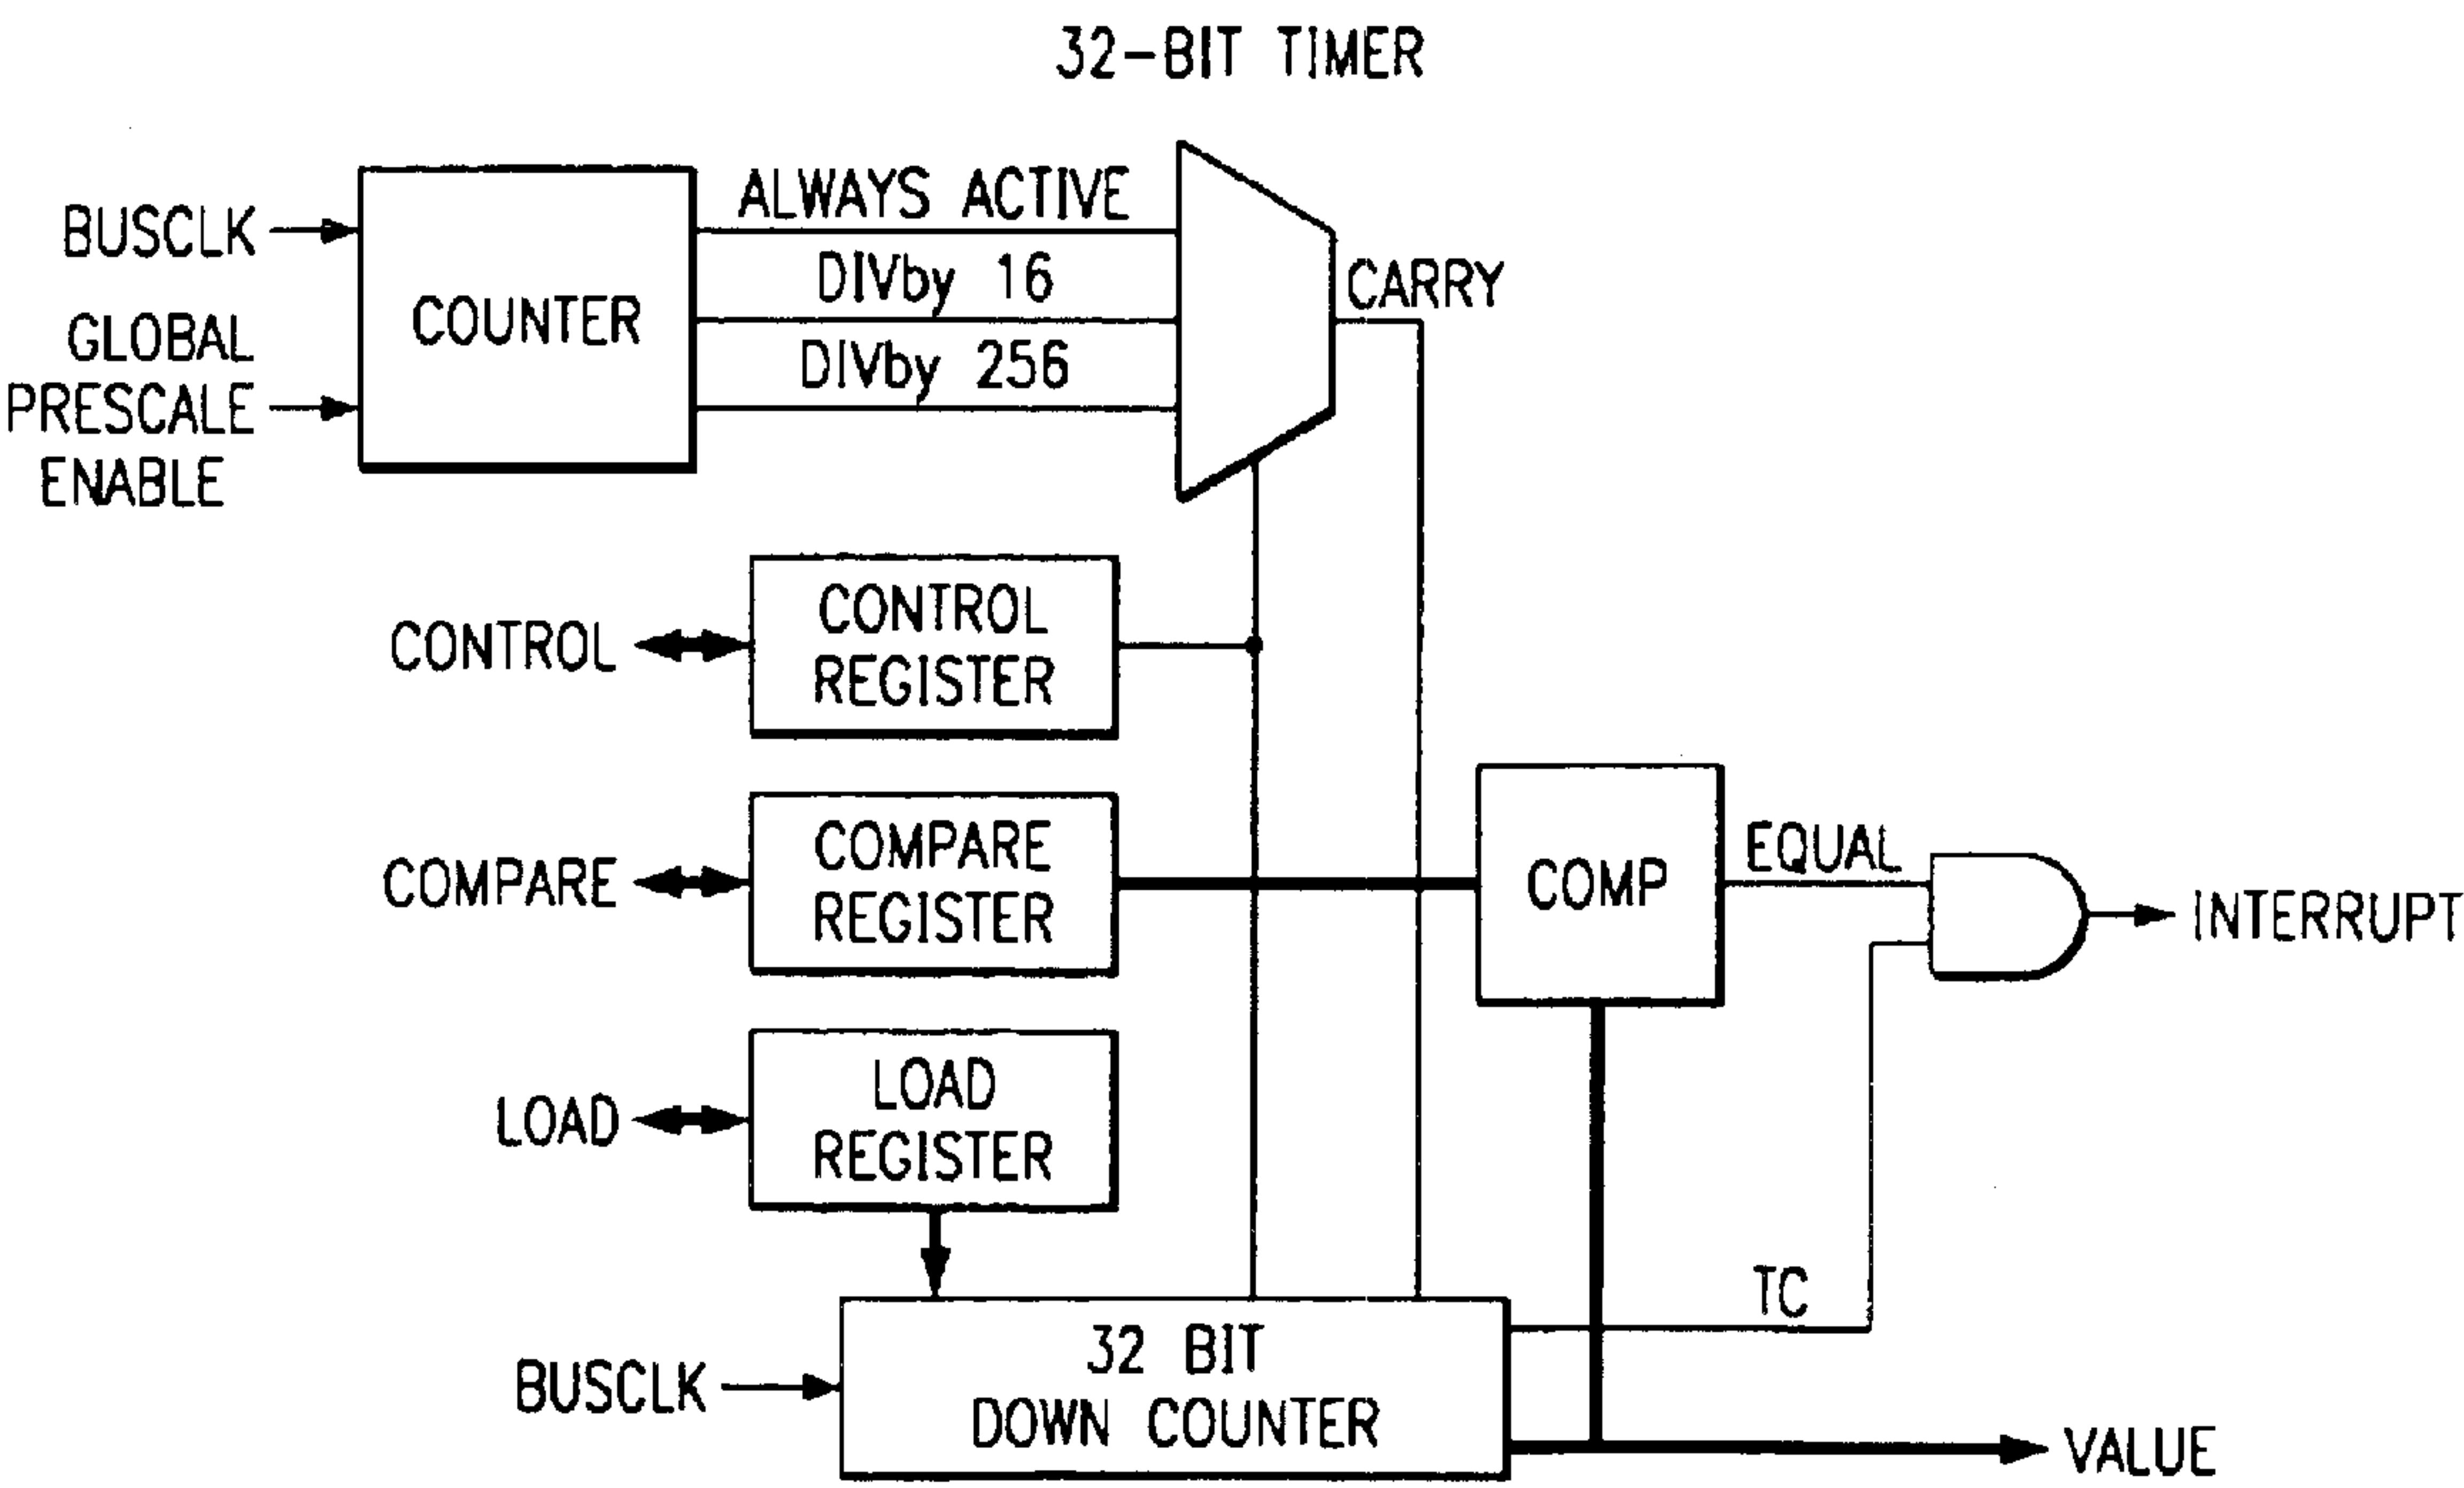 32-BIT TIMER
BUSCLK
GLOBAL
PRESCALE
ENABLE
COUNTER
ALWAYS ACTIVE
DIVby 16
DIVby 256
CARRY
CONTROL
CONTROL
REGISTER
COMPARE
COMPARE
REGISTER
COMP
EQUAL
INTERRUPT
LOAD
LOAD
REGISTER
BUSCLK
32 BIT
DOWN COUNTER
TC
VALUE